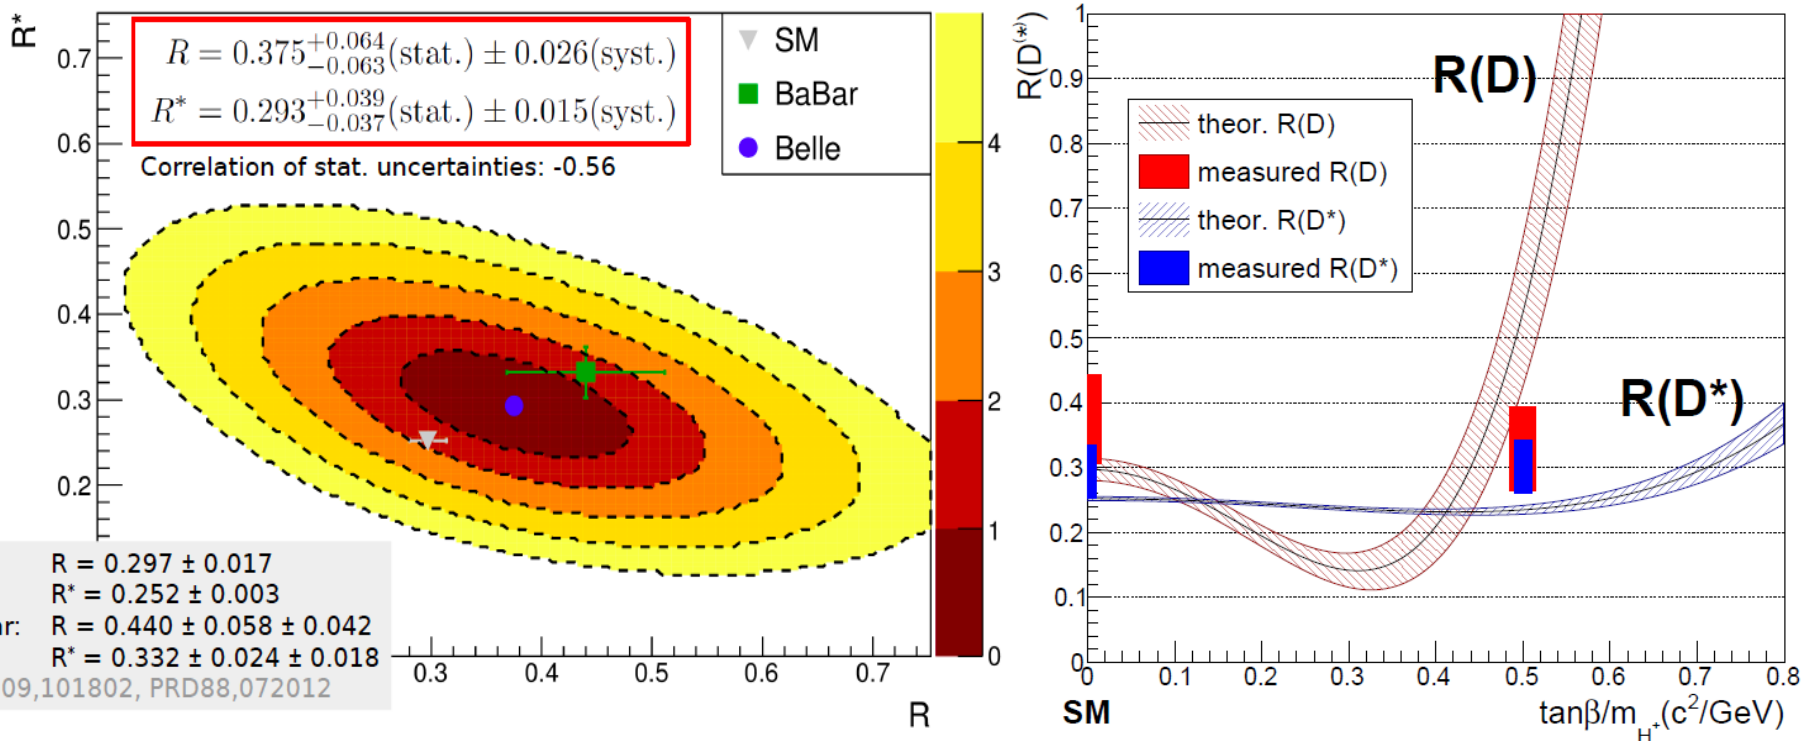 R*
0.7
0.6
0.5
0.4
0.3
0.2
R = 0.375 +0.064 −0.063 (stat.) ± 0.026(syst.)
R* = 0.293 +0.039 −0.037 (stat.) ± 0.015(syst.)
Correlation of stat. uncertainties: -0.56
SM
BaBar
Belle
4
3
2
1
0
R = 0.297 ± 0.017
R* = 0.252 ± 0.003
ar: R = 0.440 ± 0.058 ± 0.042
R* = 0.332 ± 0.024 ± 0.018
09,101802, PRD88,072012
0.3 0.4 0.5 0.6 0.7
R
R(D(*))
1
0.9
0.8
0.7
0.6
0.5
0.4
0.3
0.2
0.1
0
R(D)
theor. R(D)
measured R(D)
theor. R(D*)
measured R(D*)
R(D*)
0 0.1 0.2 0.3 0.4 0.5 0.6 0.7 0.8
SM
tanβ/mH+(c²/GeV)